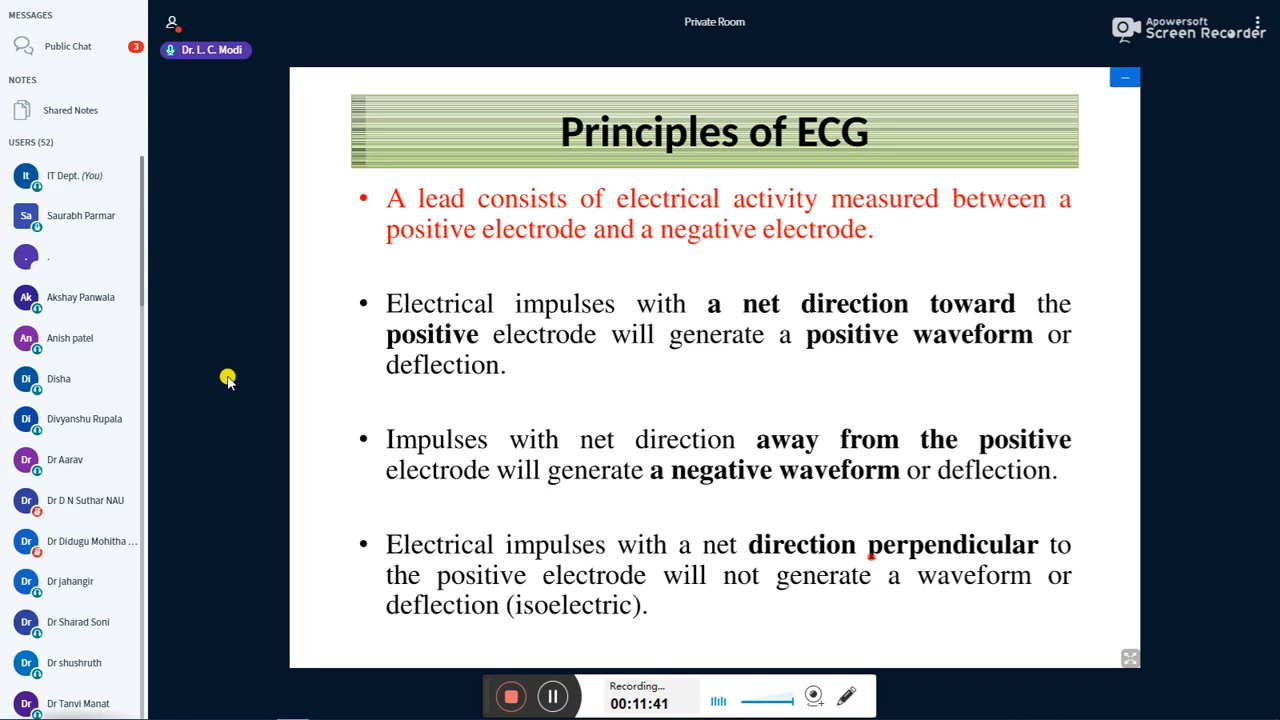 MESSAGES
Public Chat
3
NOTES
Shared Notes
USERS (52)
It
IT Dept. (You)
Sa
Saurabh Parmar
.
.
Ak
Akshay Panwala
An
Anish patel
Di
Disha
Di
Divyanshu Rupala
Dr
Dr Aarav
Dr
Dr D N Suthar NAU
Dr
Dr Didugu Mohitha ...
Dr
Dr jahangir
Dr
Dr Sharad Soni
Dr
Dr shushruth
Dr
Dr Tanvi Manat
Private Room
Dr. L. C. Modi
Apowersoft
Screen Recorder
Principles of ECG
• A lead consists of electrical activity measured between a
positive electrode and a negative electrode.
• Electrical impulses with a net direction toward the
positive electrode will generate a positive waveform or
deflection.
• Impulses with net direction away from the positive
electrode will generate a negative waveform or deflection.
• Electrical impulses with a net direction perpendicular to
the positive electrode will not generate a waveform or
deflection (isoelectric).
Recording...
00:11:41